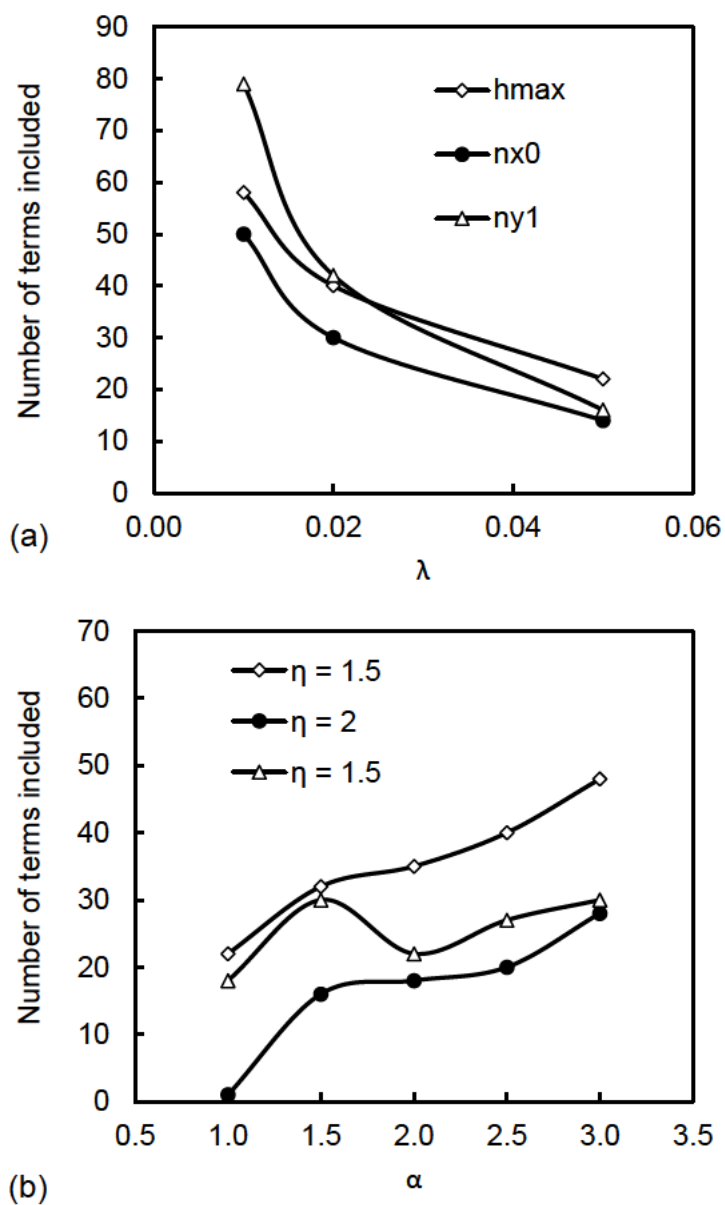 90
80
70
60
50
40
30
20
10
0
Number of terms included
hmax
nx0
ny1
0.00 0.02 0.04 0.06
λ
(a)
70
60
50
40
30
20
10
0
Number of terms included
η = 1.5
η = 2
η = 1.5
0.5 1.0 1.5 2.0 2.5 3.0 3.5
α
(b)